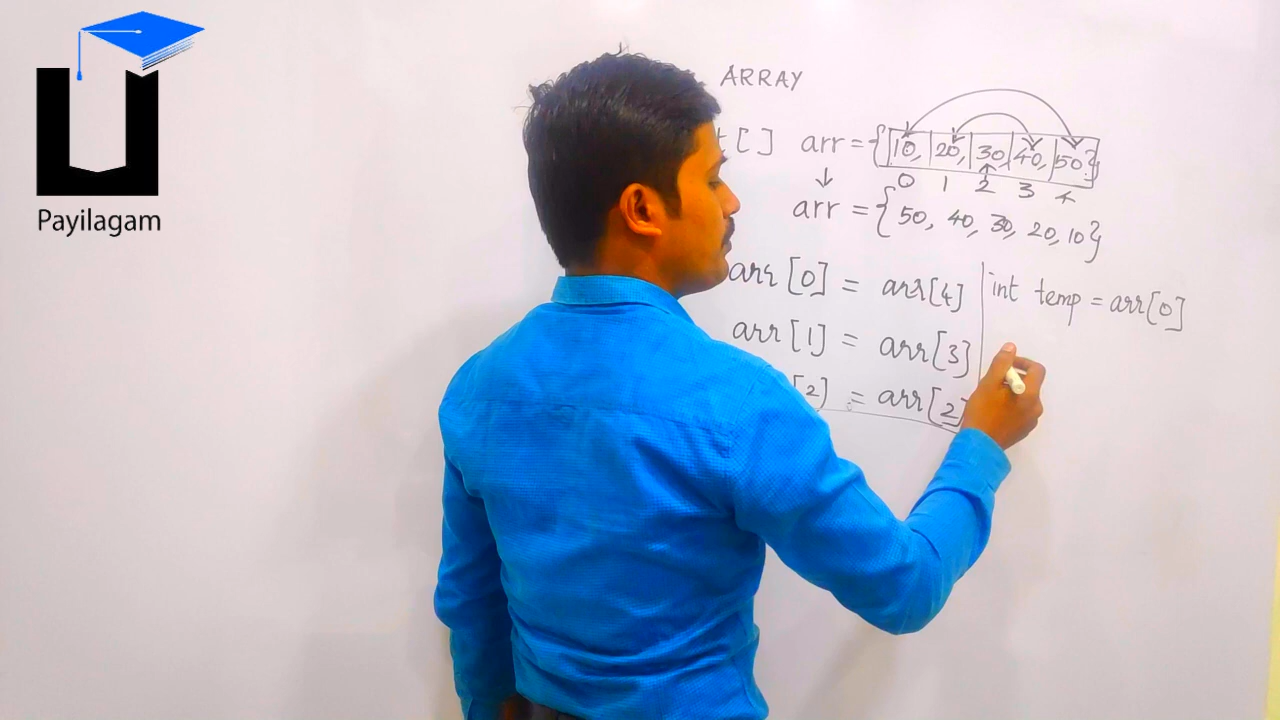 Payilagam
ARRAY
[ ] arr = {10, 20, 30, 40, 50}
0 1 2 3 4
↓
arr = {50, 40, 30, 20, 10}
arr [0] = arr[4]
int temp = arr[0]
arr [1] = arr[3]
[2] = arr[2]